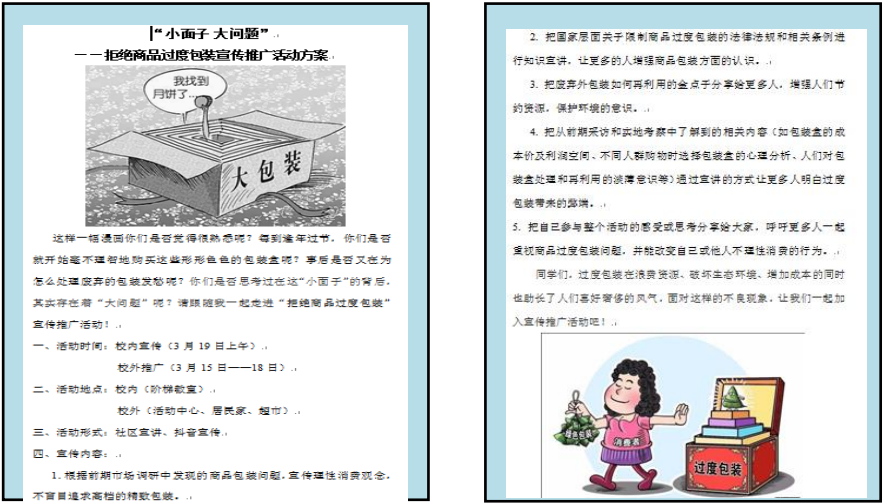 “小面子 大问题”
——拒绝商品过度包装宣传推广活动方案
我找到
月饼了...
大包装
这样一幅漫画你们是否觉得很熟悉呢？每到逢年过节，你们是否
就开始毫不理智地购买这些形形色色的包装盒呢？事后是否又在为
怎么处理废弃的包装发愁呢？你们是否思考过在这“小面子”的背后，
其实存在着“大问题”呢？请跟随我一起走进“拒绝商品过度包装”
宣传推广活动！
一、活动时间：校内宣传（3 月 19 日上午）
校外推广（3 月 15 日——18 日）
二、活动地点：校内（阶梯教室）
校外（活动中心、居民家、超市）
三、活动形式：社区宣讲、抖音宣传
四、宣传内容：
1. 根据前期市场调研中发现的商品包装问题，宣传理性消费观念，
不盲目追求高档的精致包装。
2. 把国家层面关于限制商品过度包装的法律法规和相关条例进
行知识宣讲，让更多的人增强商品包装方面的认识。
3. 把废弃外包装如何再利用的金点子分享给更多人，增强人们节
约资源，保护环境的意识。
4. 把从前期采访和实地考察中了解到的相关内容（如包装盒的成
本价及利润空间、不同人群购物时选择包装盒的心理分析、人们对包
装盒处理和再利用的淡薄意识等）通过宣讲的方式让更多人明白过度
包装带来的弊端。
5. 把自己参与整个活动的感受或思考分享给大家，呼吁更多人一起
重视商品过度包装问题，并能改变自己或他人不理性消费的行为。
同学们，过度包装在浪费资源、破坏生态环境、增加成本的同时
也助长了人们喜好奢侈的风气，面对这样的不良现象，让我们一起加
入宣传推广活动吧！
绿色包装
消费者
过度包装